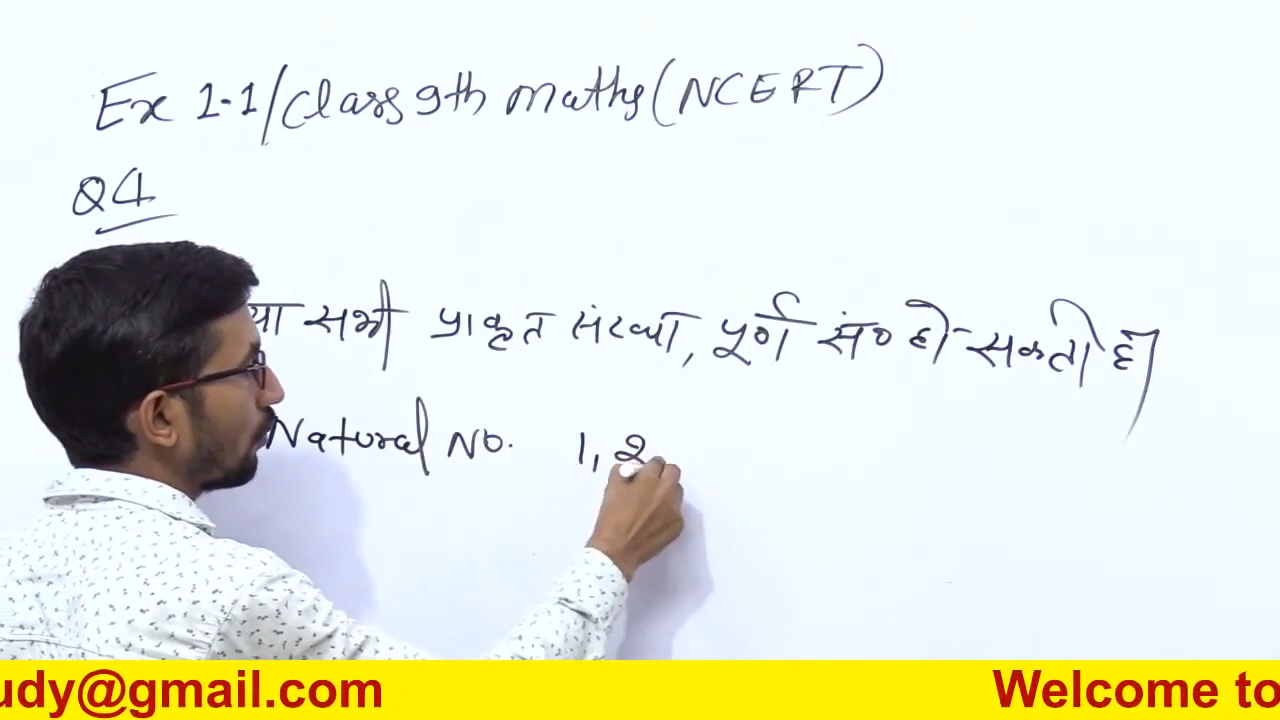 Ex 1.1/Class 9th maths (NCERT)
Q4
या सभी प्राकृत संख्या, पूर्ण सं० हो सकती है
Natural No. 1, 2
udy@gmail.com Welcome to